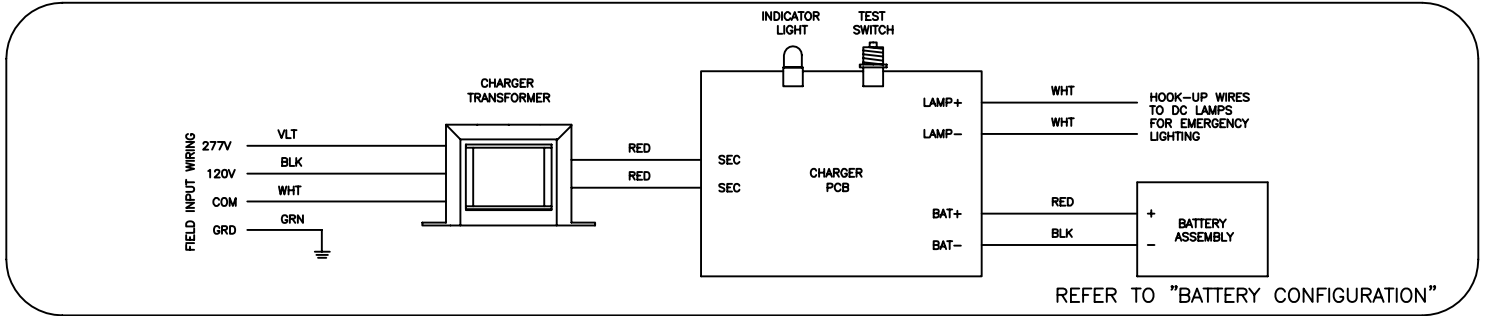 INDICATOR
LIGHT
TEST
SWITCH
CHARGER
TRANSFORMER
FIELD INPUT WIRING
277V
VLT
120V
BLK
COM
WHT
GRD
GRN
RED
RED
SEC
SEC
CHARGER
PCB
LAMP+
LAMP-
WHT
WHT
HOOK-UP WIRES
TO DC LAMPS
FOR EMERGENCY
LIGHTING
BAT+
BAT-
RED
BLK
+
-
BATTERY
ASSEMBLY
REFER TO "BATTERY CONFIGURATION"